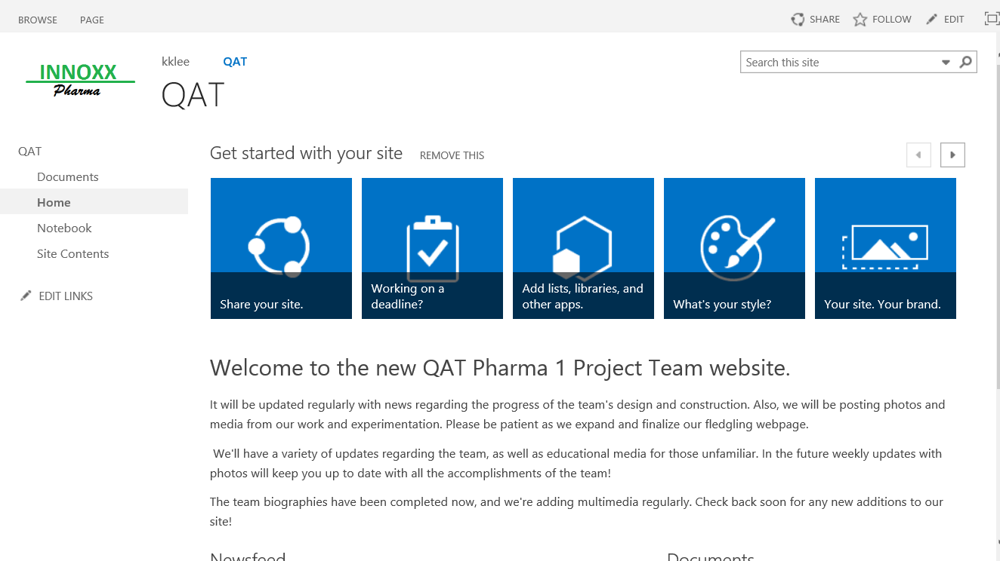 BROWSE PAGE SHARE FOLLOW EDIT
INNOXX
Pharma
kklee QAT
QAT
Search this site
QAT
Documents
Home
Notebook
Site Contents
EDIT LINKS
Get started with your site REMOVE THIS
Share your site.
Working on a
deadline?
Add lists, libraries, and
other apps.
What's your style?
Your site. Your brand.
Welcome to the new QAT Pharma 1 Project Team website.
It will be updated regularly with news regarding the progress of the team's design and construction. Also, we will be posting photos and
media from our work and experimentation. Please be patient as we expand and finalize our fledgling webpage.
We'll have a variety of updates regarding the team, as well as educational media for those unfamiliar. In the future weekly updates with
photos will keep you up to date with all the accomplishments of the team!
The team biographies have been completed now, and we're adding multimedia regularly. Check back soon for any new additions to our
site!
Newsfeed Documents